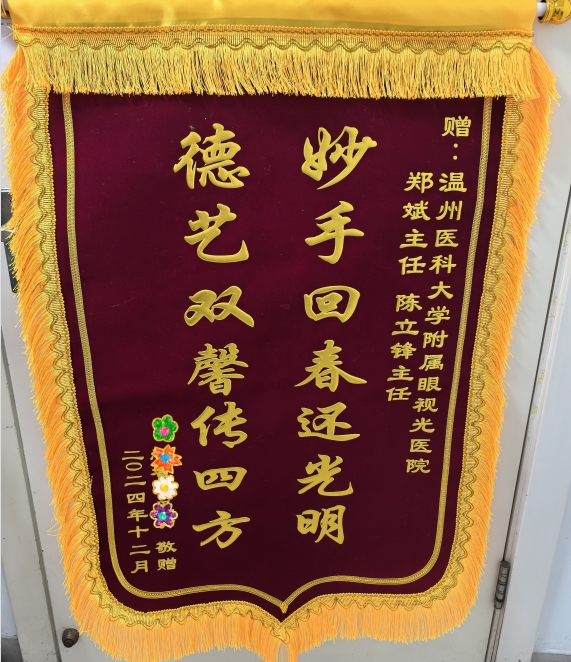 赠：温州医科大学附属眼视光医院
郑斌主任 陈立锋主任
妙手回春还光明
德艺双馨传四方
敬赠
二〇二四年十二月